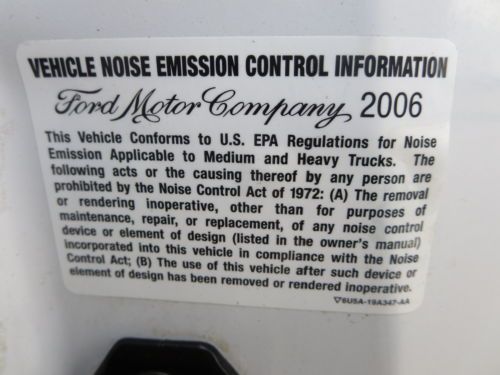 VEHICLE NOISE EMISSION CONTROL INFORMATION
Ford Motor Company 2006
This Vehicle Conforms to U.S. EPA Regulations for Noise
Emission Applicable to Medium and Heavy Trucks. The
following acts or the causing thereof by any person are
prohibited by the Noise Control Act of 1972: (A) The removal
or rendering inoperative, other than for purposes of
maintenance, repair, or replacement, of any noise control
device or element of design (listed in the owner's manual)
incorporated into this vehicle in compliance with the Noise
Control Act; (B) The use of this vehicle after such device or
element of design has been removed or rendered inoperative.
▽6U5A-19A347-AA